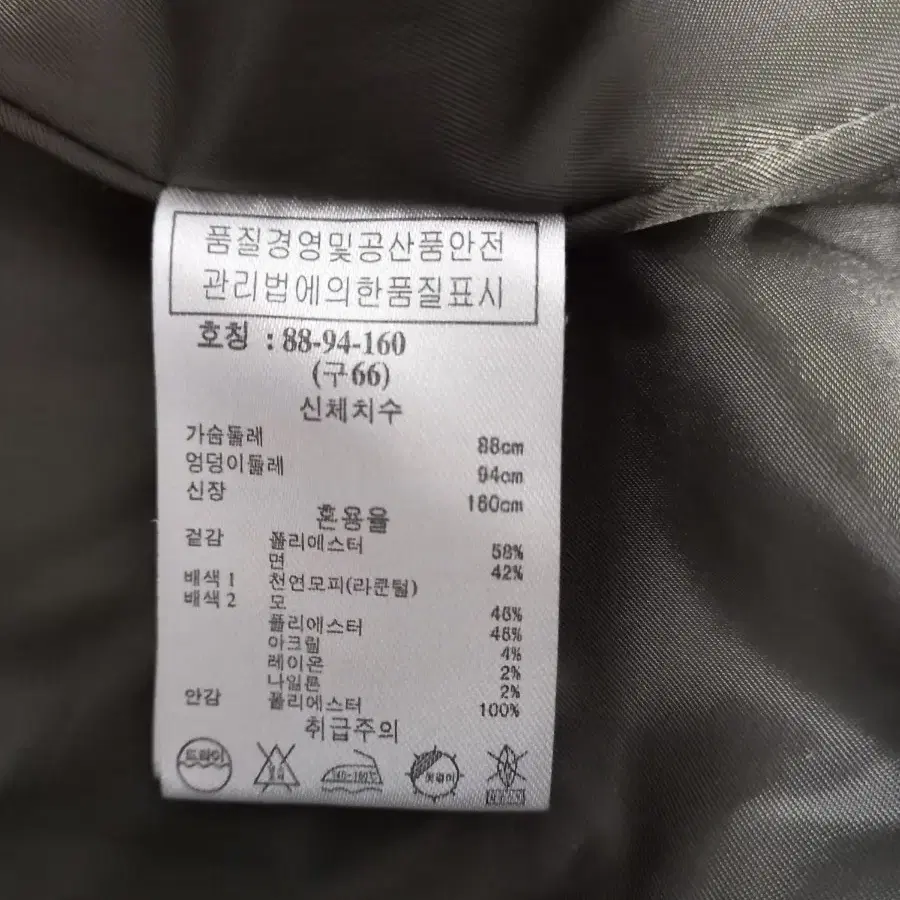 품질경영및공산품안전
관리법에의한품질표시
호칭 : 88-94-160
(구66)
신체치수
가슴둘레 88cm
엉덩이둘레 94cm
신장 160cm
혼용율
겉감 폴리에스터 58%
면 42%
배색 1 천연모피(라쿤털)
배색 2 모 46%
폴리에스터 46%
아크릴 4%
레이온 2%
나일론 2%
안감 폴리에스터 100%
취급주의
드라이
140~160℃
옷걸이